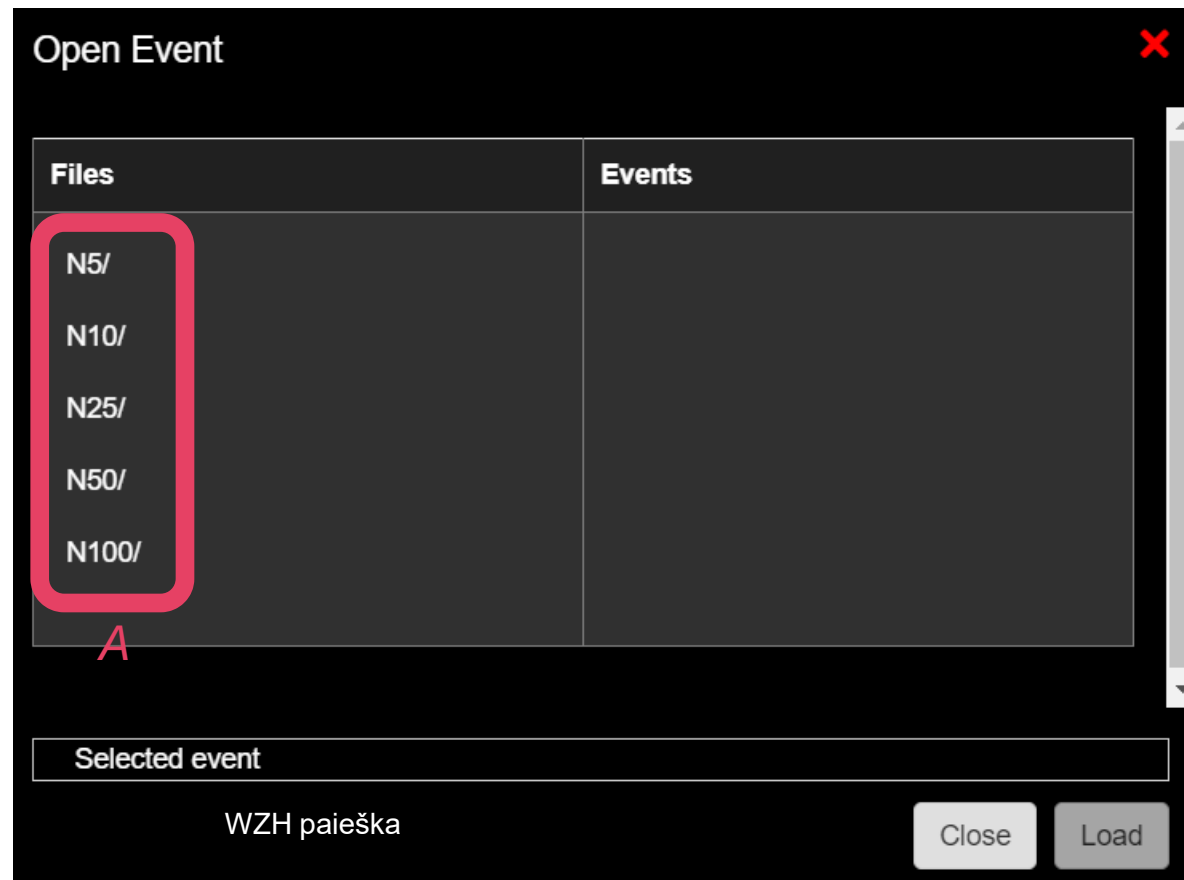 Open Event
Files Events
N5/
N10/
N25/
N50/
N100/
A
Selected event
WZH paieška
Close Load